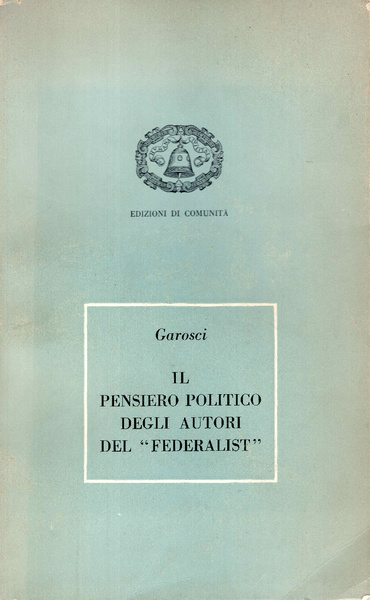 EDIZIONI DI COMUNITÀ
Garosci
IL
PENSIERO POLITICO
DEGLI AUTORI
DEL “FEDERALIST”